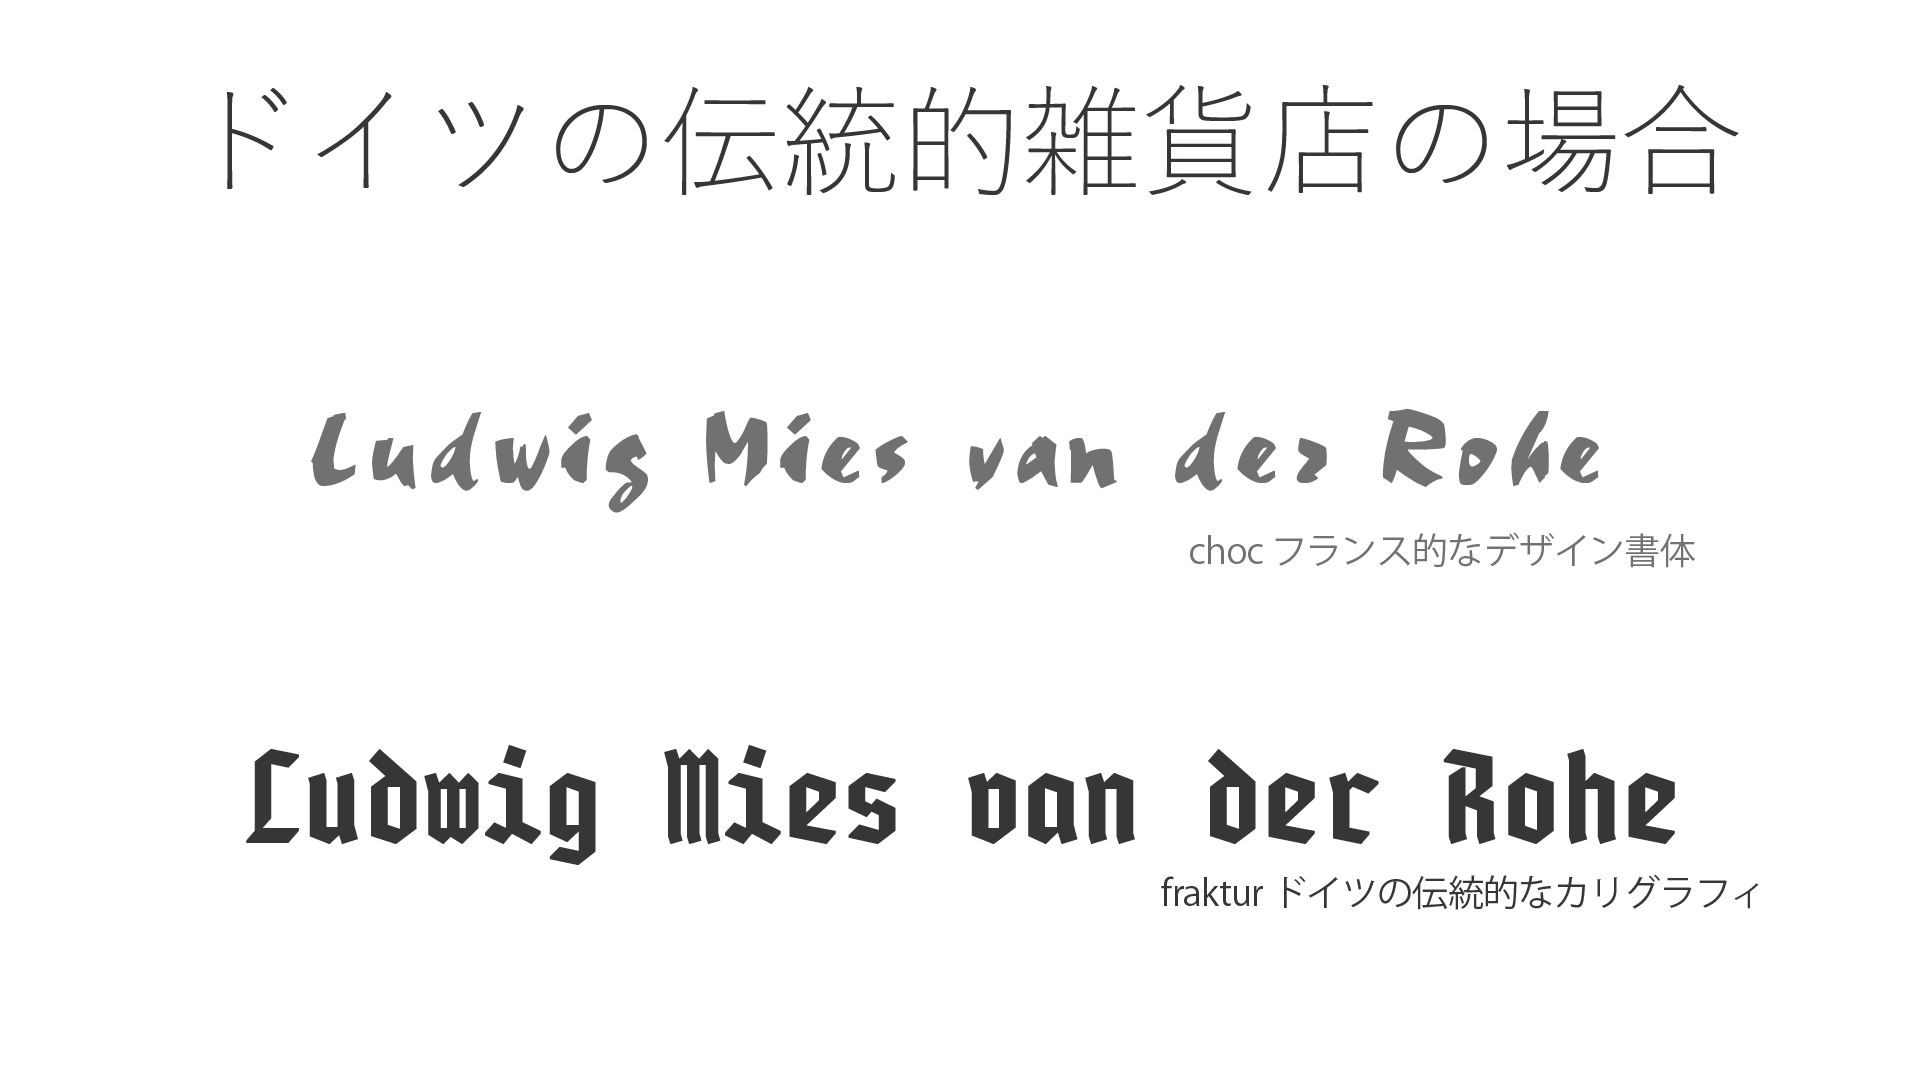 ドイツの伝統的雑貨店の場合
Ludwig Mies van der Rohe
choc フランス的なデザイン書体
Ludwig Mies van der Rohe
fraktur ドイツの伝統的なカリグラフィ